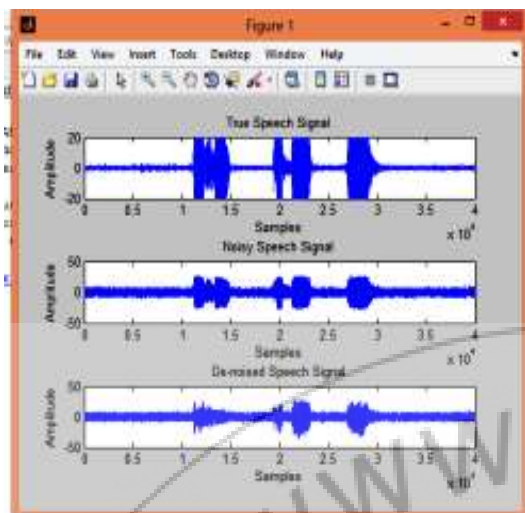 Figure 1
File Edit View Insert Tools Desktop Window Help
True Speech Signal
Amplitude
20
0
-20
0 0.5 1 1.5 2 2.5 3 3.5 4
Samples
x 10^4
Noisy Speech Signal
Amplitude
50
0
-50
0 0.5 1 1.5 2 2.5 3 3.5 4
Samples
x 10^4
De-noised Speech Signal
Amplitude
50
0
-50
0 0.5 1 1.5 2 2.5 3 3.5 4
Samples
x 10^4
WW